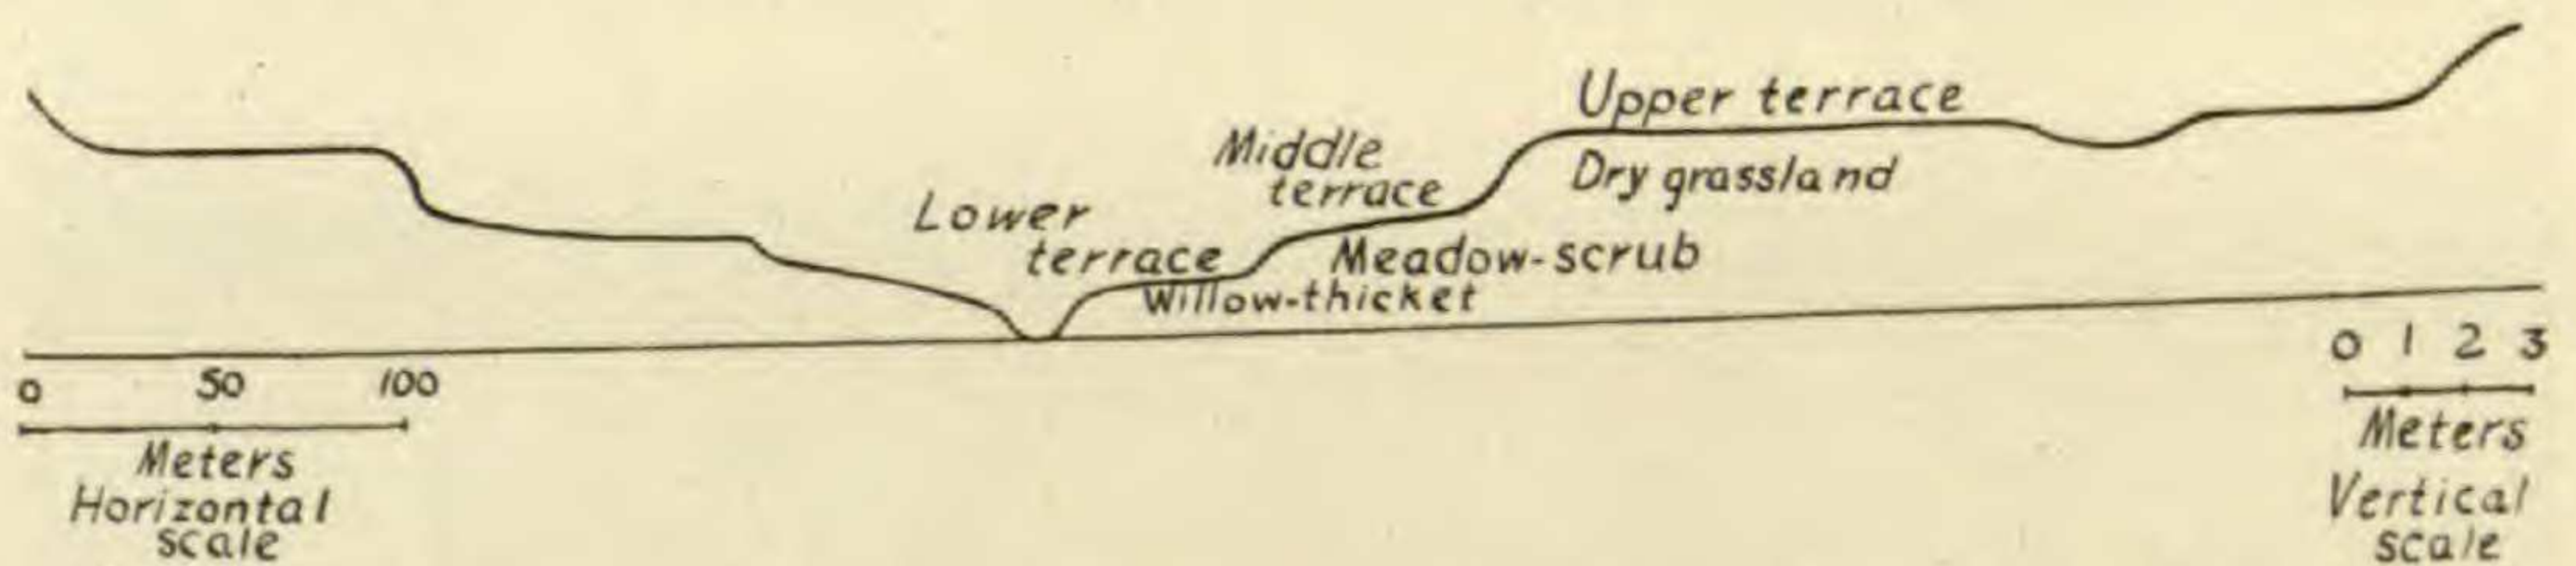 Upper terrace
Middle
terrace
Dry grassland
Lower
terrace
Meadow-scrub
Willow-thicket
0 50 100
Meters
Horizontal
scale
0 1 2 3
Meters
Vertical
scale